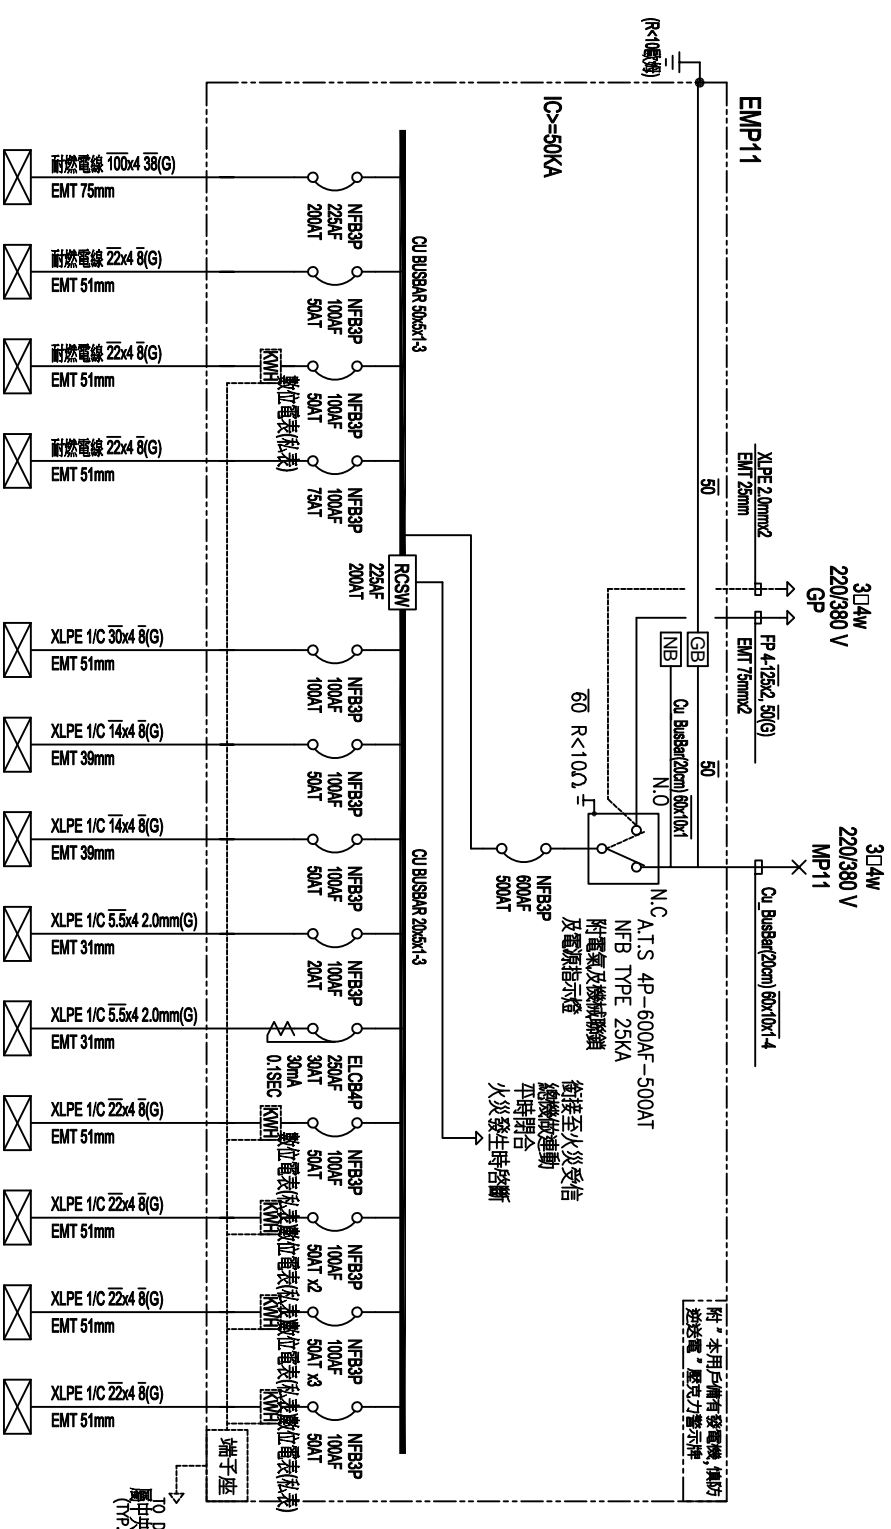 EMP11
IC>=50KA
(R<10歐姆)
3□4w
220/380 V
GP
XLPE 2.0mmx2
EMT 25mm
FP 4-125x2, 50(G)
EMT 75mmx2
3□4w
220/380 V
MP11
Cu_BusBar(20cm) 60x10x1-4
50
50
GB
NB
Cu_BusBar(20cm) 60x10x1
N.O
N.C
60 R<10Ω
A.T.S 4P-600AF-500AT
NFB TYPE 25KA
附電氣及機械聯鎖
及電源指示燈
NFB3P
600AF
500AT
銜接至火災受信
總機做連動
平時閉合
火災發生時啓斷
附〞本用戶備有發電機,慎防
逆送電〞壓克力警示牌
CU BUSBAR 50x5x1-3
RCSW
225AF
200AT
CU BUSBAR 20x5x1-3
NFB3P
225AF
200AT
耐燃電線 100x4 38(G)
EMT 75mm
NFB3P
100AF
50AT
耐燃電線 22x4 8(G)
EMT 51mm
NFB3P
100AF
50AT
KWH
數位電表(私表)
耐燃電線 22x4 8(G)
EMT 51mm
NFB3P
100AF
75AT
耐燃電線 22x4 8(G)
EMT 51mm
NFB3P
100AF
100AT
XLPE 1/C 30x4 8(G)
EMT 51mm
NFB3P
100AF
50AT
XLPE 1/C 14x4 8(G)
EMT 39mm
NFB3P
100AF
50AT
XLPE 1/C 14x4 8(G)
EMT 39mm
NFB3P
100AF
20AT
XLPE 1/C 5.5x4 2.0mm(G)
EMT 31mm
ELCB4P
250AF
30AT
30mA
0.1SEC
XLPE 1/C 5.5x4 2.0mm(G)
EMT 31mm
NFB3P
100AF
50AT
KWH
數位電表(私表)
XLPE 1/C 22x4 8(G)
EMT 51mm
NFB3P
100AF
50AT x2
KWH
數位電表(私表)
XLPE 1/C 22x4 8(G)
EMT 51mm
NFB3P
100AF
50AT x3
KWH
數位電表(私表)
XLPE 1/C 22x4 8(G)
EMT 51mm
NFB3P
100AF
50AT
KWH
數位電表(私表)
XLPE 1/C 22x4 8(G)
EMT 51mm
端子座
TO
(TYP.